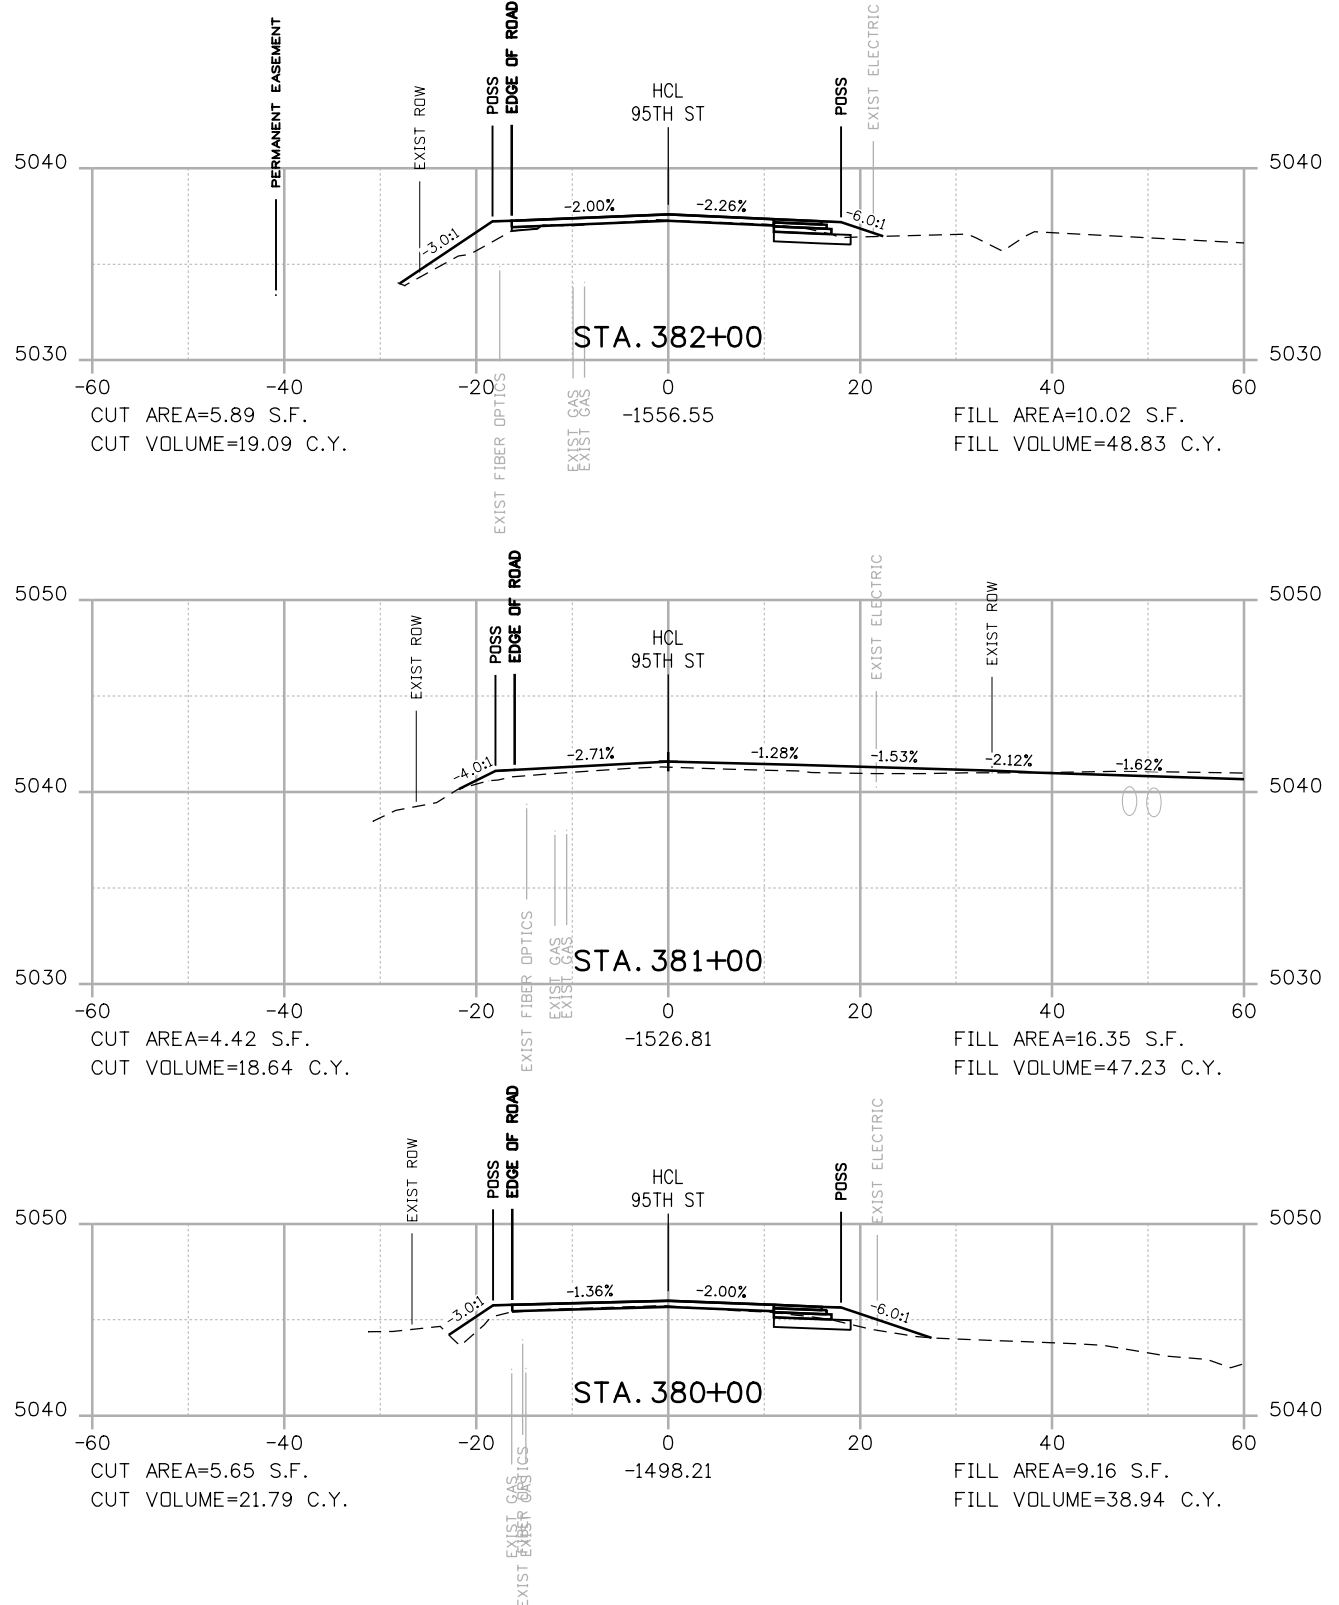 PERMANENT EASEMENT
EXIST ROW
POSS
EDGE OF ROAD
HCL
95TH ST
POSS
EXIST ELECTRIC
5040
5040
-3.0:1
-2.00%
-2.26%
-6.0:1
STA. 382+00
5030
5030
-60
-40
-20
0
20
40
60
EXIST FIBER OPTICS
EXIST GAS
EXIST GAS
CUT AREA=5.89 S.F.
-1556.55
FILL AREA=10.02 S.F.
CUT VOLUME=19.09 C.Y.
FILL VOLUME=48.83 C.Y.
5050
5050
EXIST ROW
POSS
EDGE OF ROAD
HCL
95TH ST
EXIST ELECTRIC
EXIST ROW
-4.0:1
-2.71%
-1.28%
-1.53%
-2.12%
-1.62%
5040
5040
EXIST FIBER OPTICS
EXIST GAS
EXIST GAS
STA. 381+00
5030
5030
-60
-40
-20
0
20
40
60
CUT AREA=4.42 S.F.
-1526.81
FILL AREA=16.35 S.F.
CUT VOLUME=18.64 C.Y.
FILL VOLUME=47.23 C.Y.
EXIST ROW
POSS
EDGE OF ROAD
HCL
95TH ST
POSS
EXIST ELECTRIC
5050
5050
-3.0:1
-1.36%
-2.00%
-6.0:1
STA. 380+00
5040
5040
-60
-40
-20
0
20
40
60
EXIST GAS
EXIST FIBER OPTICS
EXIST GAS
CUT AREA=5.65 S.F.
-1498.21
FILL AREA=9.16 S.F.
CUT VOLUME=21.79 C.Y.
FILL VOLUME=38.94 C.Y.